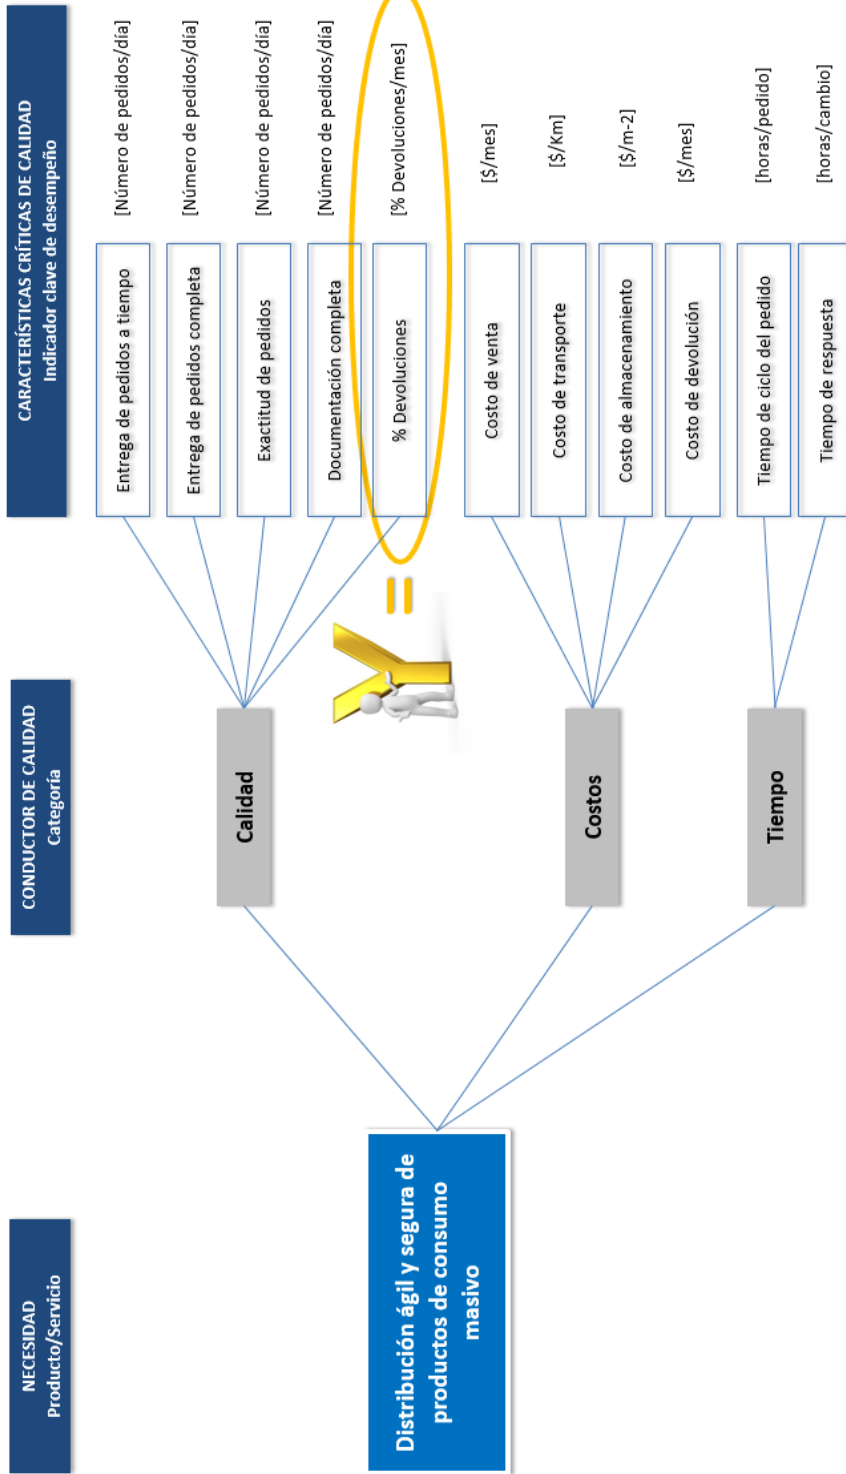 NECESIDAD
Producto/Servicio
CONDUCTOR DE CALIDAD
Categoría
CARACTERÍSTICAS CRÍTICAS DE CALIDAD
Indicador clave de desempeño
Distribución ágil y segura de
productos de consumo
masivo
Calidad
Entrega de pedidos a tiempo [Número de pedidos/día]
Entrega de pedidos completa [Número de pedidos/día]
Exactitud de pedidos [Número de pedidos/día]
Documentación completa [Número de pedidos/día]
Y = % Devoluciones [% Devoluciones/mes]
Costos
Costo de venta [$/mes]
Costo de transporte [$/Km]
Costo de almacenamiento [$/m-2]
Costo de devolución [$/mes]
Tiempo
Tiempo de ciclo del pedido [horas/pedido]
Tiempo de respuesta [horas/cambio]